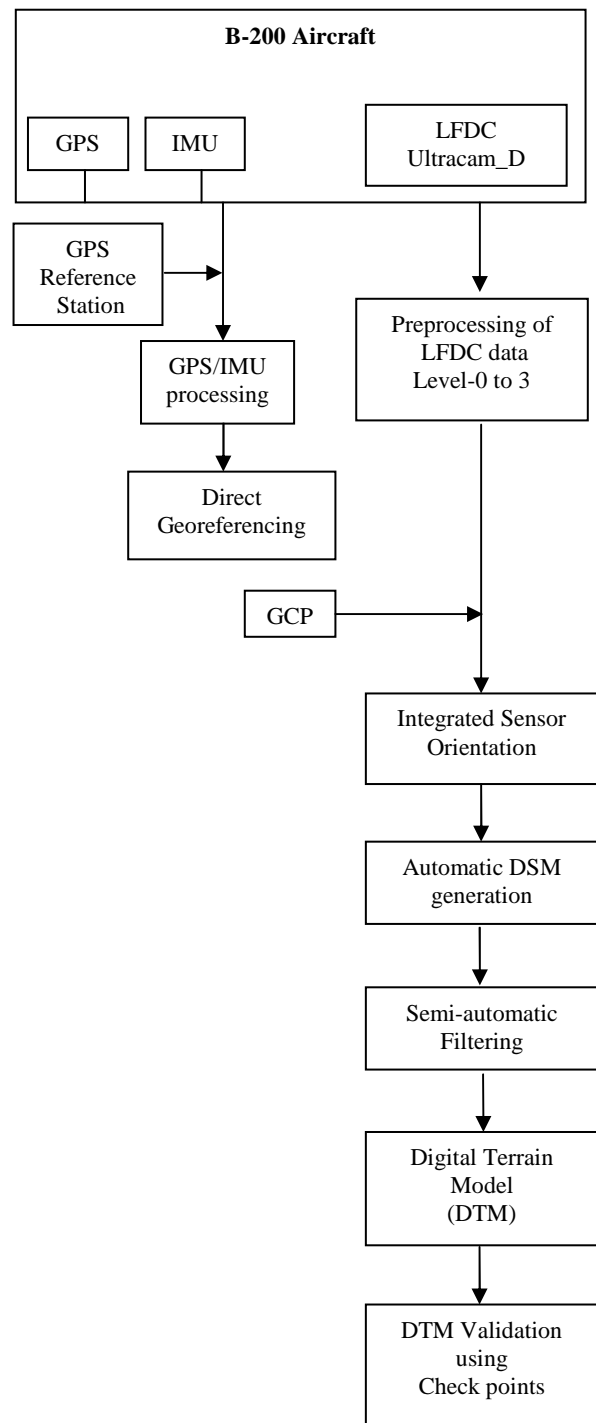 B-200 Aircraft
GPS
IMU
LFDC
Ultracam_D
GPS
Reference
Station
Preprocessing of
LFDC data
Level-0 to 3
GPS/IMU
processing
Direct
Georeferencing
GCP
Integrated Sensor
Orientation
Automatic DSM
generation
Semi-automatic
Filtering
Digital Terrain
Model
(DTM)
DTM Validation
using
Check points